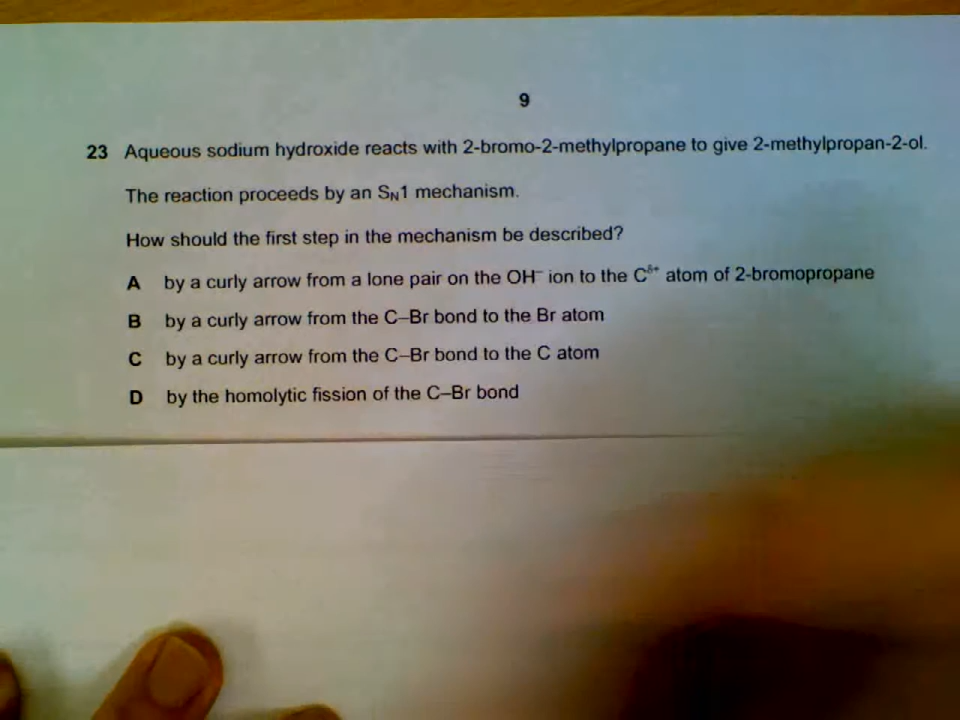 9
23 Aqueous sodium hydroxide reacts with 2-bromo-2-methylpropane to give 2-methylpropan-2-ol.
The reaction proceeds by an SN1 mechanism.
How should the first step in the mechanism be described?
A by a curly arrow from a lone pair on the OH⁻ ion to the Cδ+ atom of 2-bromopropane
B by a curly arrow from the C–Br bond to the Br atom
C by a curly arrow from the C–Br bond to the C atom
D by the homolytic fission of the C–Br bond